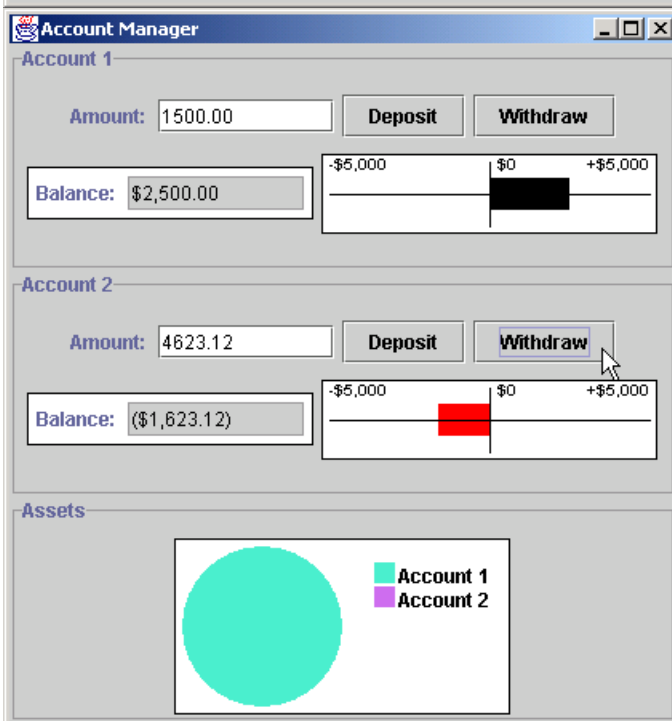 Account Manager
Account 1
Amount: 1500.00 Deposit Withdraw
-$5,000 $0 +$5,000
Balance: $2,500.00
Account 2
Amount: 4623.12 Deposit Withdraw
-$5,000 $0 +$5,000
Balance: ($1,623.12)
Assets
Account 1
Account 2